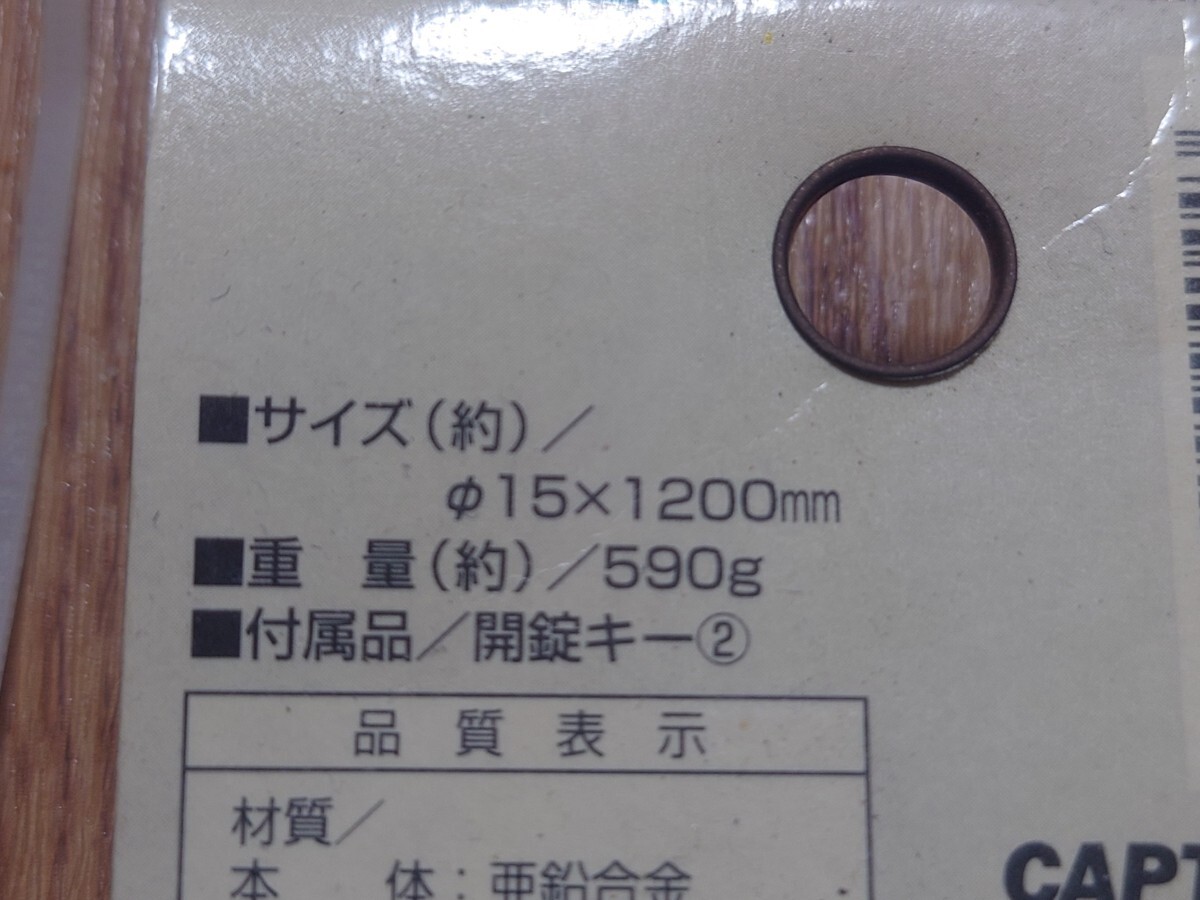 ■サイズ(約)/
φ15×1200mm
■重　量(約)/590g
■付属品/開錠キー②
品 質 表 示
材質/
本　　体:亜鉛合金
CAPT